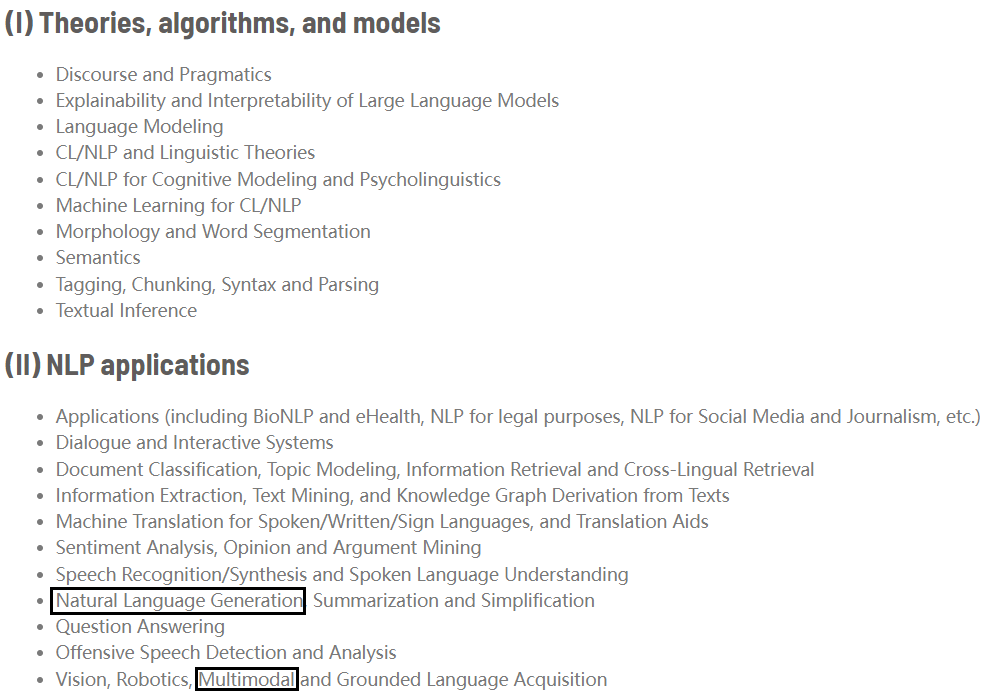 (I) Theories, algorithms, and models
• Discourse and Pragmatics
• Explainability and Interpretability of Large Language Models
• Language Modeling
• CL/NLP and Linguistic Theories
• CL/NLP for Cognitive Modeling and Psycholinguistics
• Machine Learning for CL/NLP
• Morphology and Word Segmentation
• Semantics
• Tagging, Chunking, Syntax and Parsing
• Textual Inference
(II) NLP applications
• Applications (including BioNLP and eHealth, NLP for legal purposes, NLP for Social Media and Journalism, etc.)
• Dialogue and Interactive Systems
• Document Classification, Topic Modeling, Information Retrieval and Cross-Lingual Retrieval
• Information Extraction, Text Mining, and Knowledge Graph Derivation from Texts
• Machine Translation for Spoken/Written/Sign Languages, and Translation Aids
• Sentiment Analysis, Opinion and Argument Mining
• Speech Recognition/Synthesis and Spoken Language Understanding
• Natural Language Generation Summarization and Simplification
• Question Answering
• Offensive Speech Detection and Analysis
• Vision, Robotics, Multimodal and Grounded Language Acquisition